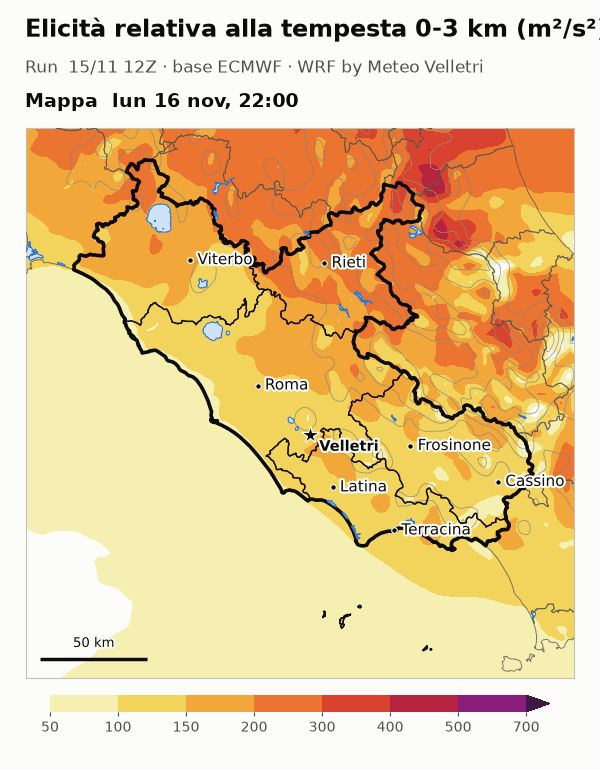 Elicità relativa alla tempesta 0-3 km (m²/s²)
Run  15/11 12Z · base ECMWF · WRF by Meteo Velletri
Mappa  lun 16 nov, 22:00
Viterbo
Rieti
Roma
Velletri
Frosinone
Latina
Cassino
Terracina
50 km
50 100 150 200 300 400 500 700